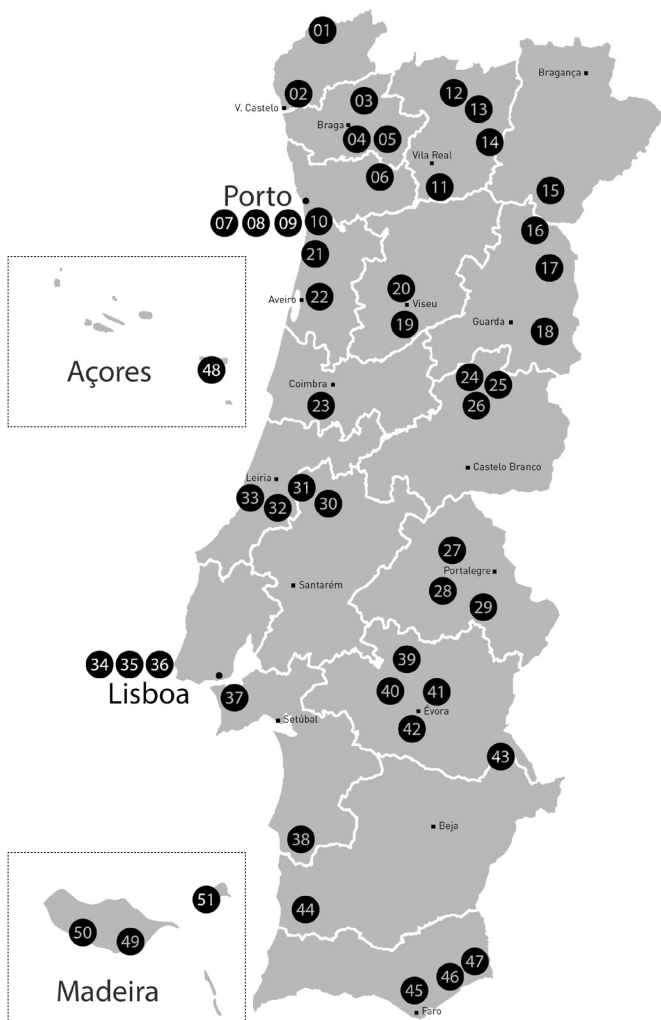 01
Bragança
12
02
03
13
V. Castelo
Braga
04 05
14
Vila Real
06
11
15
Porto
07 08 09 10
16
21
17
20
Aveiro
22
Viseu
19
Guarda
18
Açores
48
24
25
Coimbra
23
26
Castelo Branco
Leiria
31
33
32
30
27
Portalegre
Santarém
28
29
39
34 35 36
Lisboa
37
40
41
Évora
Setúbal
42
43
Beja
38
51
44
50
49
47
46
45
Madeira
Faro